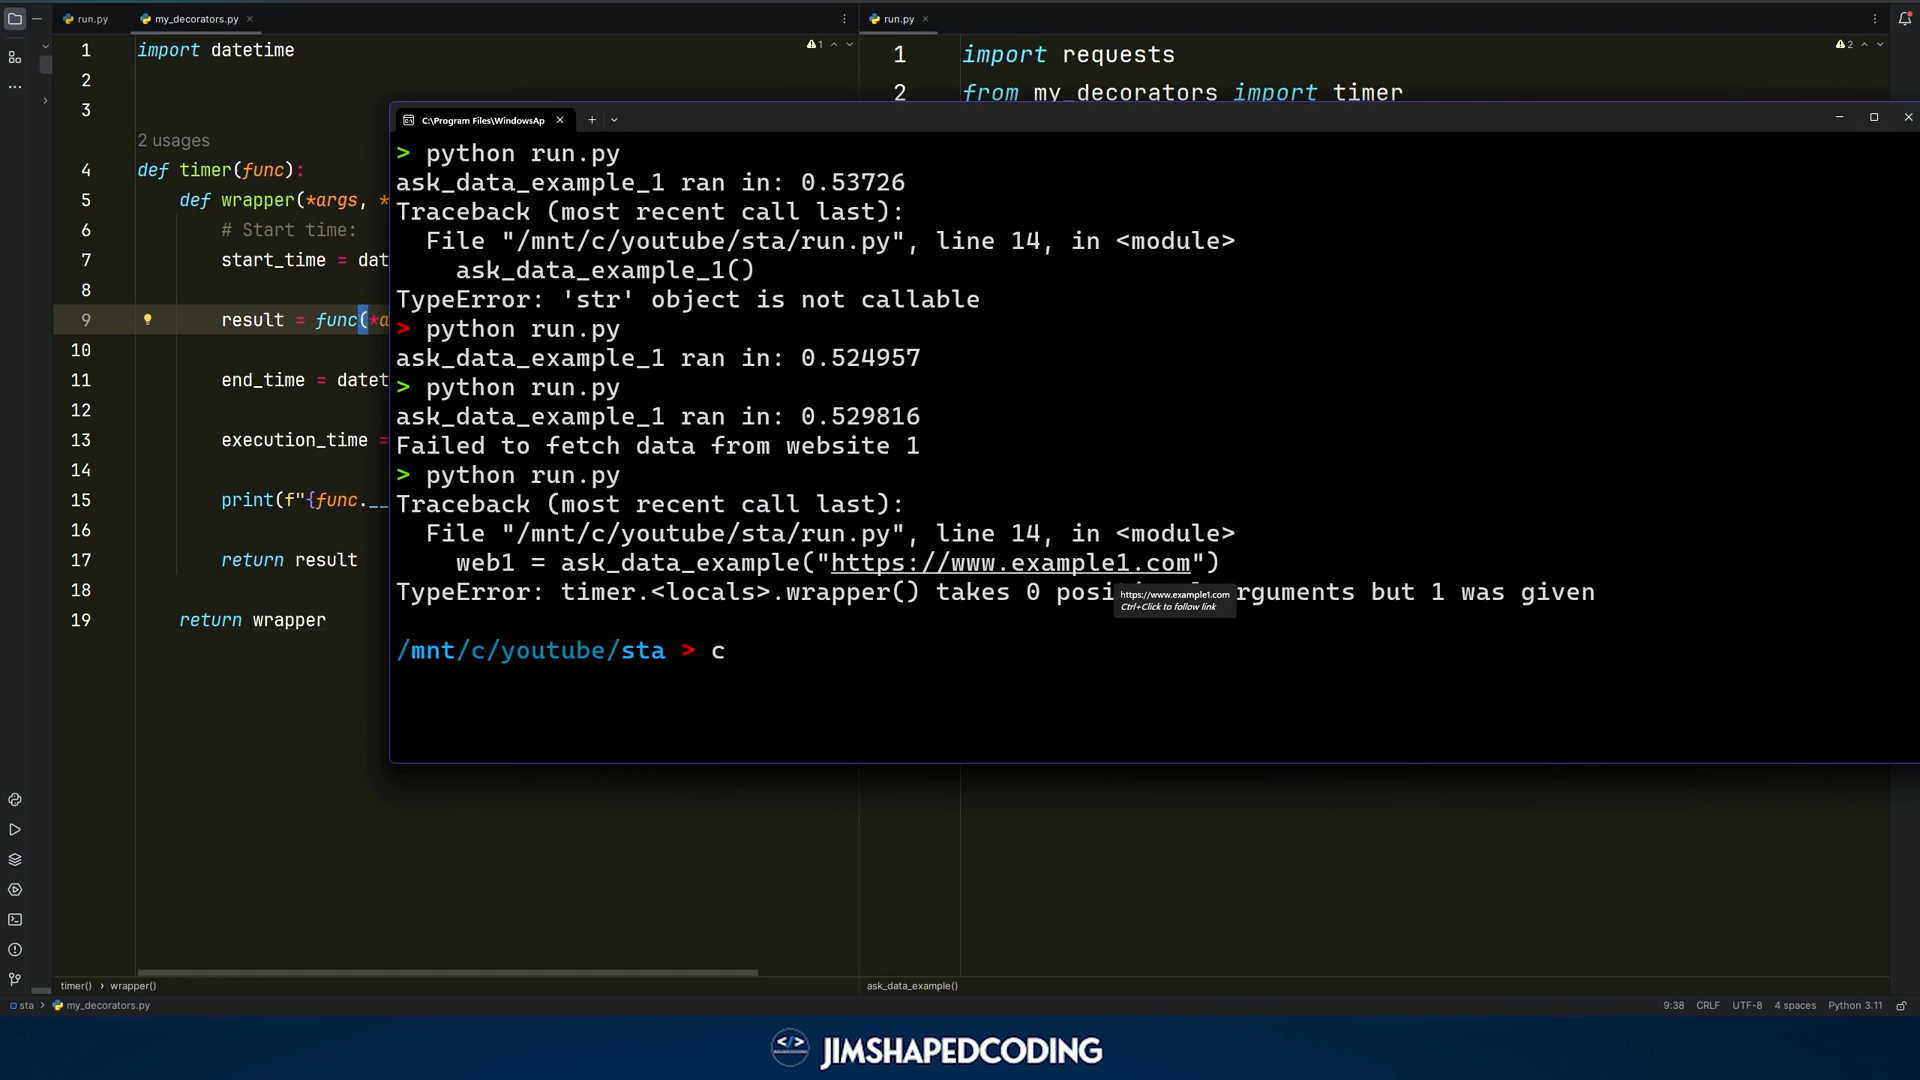 run.py
my_decorators.py
run.py
1 import datetime
1
2
3
2 usages
4 def timer(func):
5 def wrapper(*args, *
6 # Start time:
7 start_time = dat
8
9 result = func(*a
10
11 end_time = datet
12
13 execution_time =
14
15 print(f"{func.__
16
17 return result
18
19 return wrapper
1 import requests
2
2 from my_decorators import timer
C:\Program Files\WindowsAp
> python run.py
ask_data_example_1 ran in: 0.53726
Traceback (most recent call last):
File "/mnt/c/youtube/sta/run.py", line 14, in <module>
ask_data_example_1()
TypeError: 'str' object is not callable
> python run.py
ask_data_example_1 ran in: 0.524957
> python run.py
ask_data_example_1 ran in: 0.529816
Failed to fetch data from website 1
> python run.py
Traceback (most recent call last):
File "/mnt/c/youtube/sta/run.py", line 14, in <module>
web1 = ask_data_example("https://www.example1.com")
TypeError: timer.<locals>.wrapper() takes 0 posi rguments but 1 was given
https://www.example1.com
Ctrl+Click to follow link
/mnt/c/youtube/sta > c
timer() › wrapper()
ask_data_example()
sta › my_decorators.py
9:38 CRLF UTF-8 4 spaces Python 3.11
JIMSHAPEDCODING